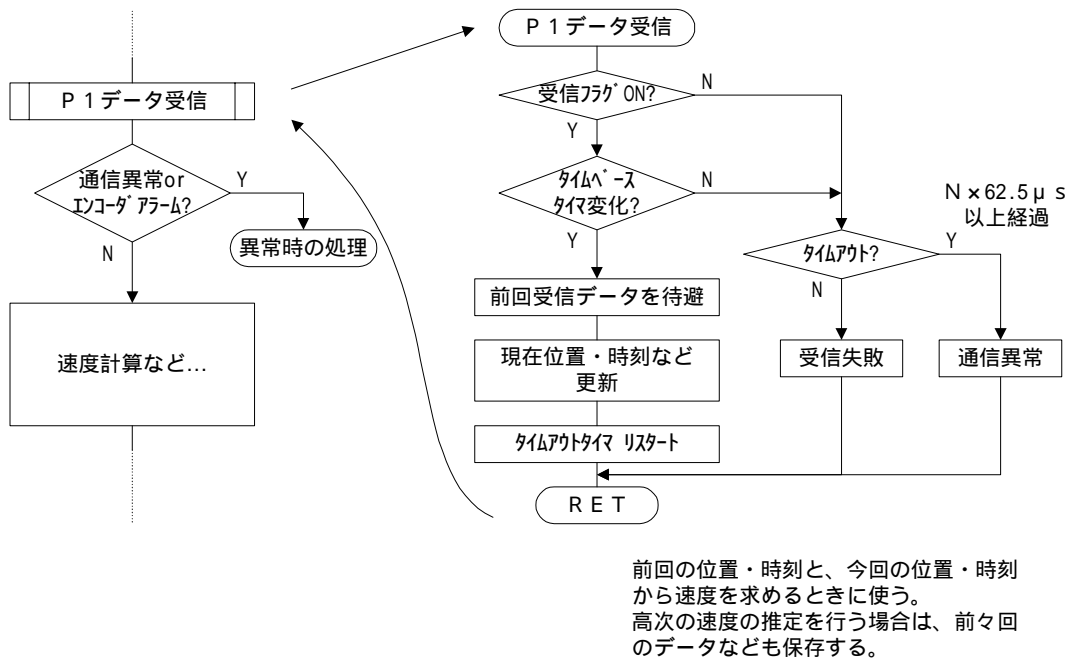 P1データ受信
通信異常or
ｴﾝｺｰﾀﾞｱﾗｰﾑ?
Y
N
異常時の処理
速度計算など…
P1データ受信
受信ﾌﾗｸﾞON?
N
Y
ﾀｲﾑﾍﾞｰｽ
ﾀｲﾏ変化?
N
Y
N×62.5μs
以上経過
ﾀｲﾑｱｳﾄ?
Y
N
前回受信データを待避
現在位置・時刻など
更新
受信失敗
通信異常
ﾀｲﾑｱｳﾄﾀｲﾏ ﾘｽﾀｰﾄ
RET
前回の位置・時刻と、今回の位置・時刻
から速度を求めるときに使う。
高次の速度の推定を行う場合は、前々回
のデータなども保存する。